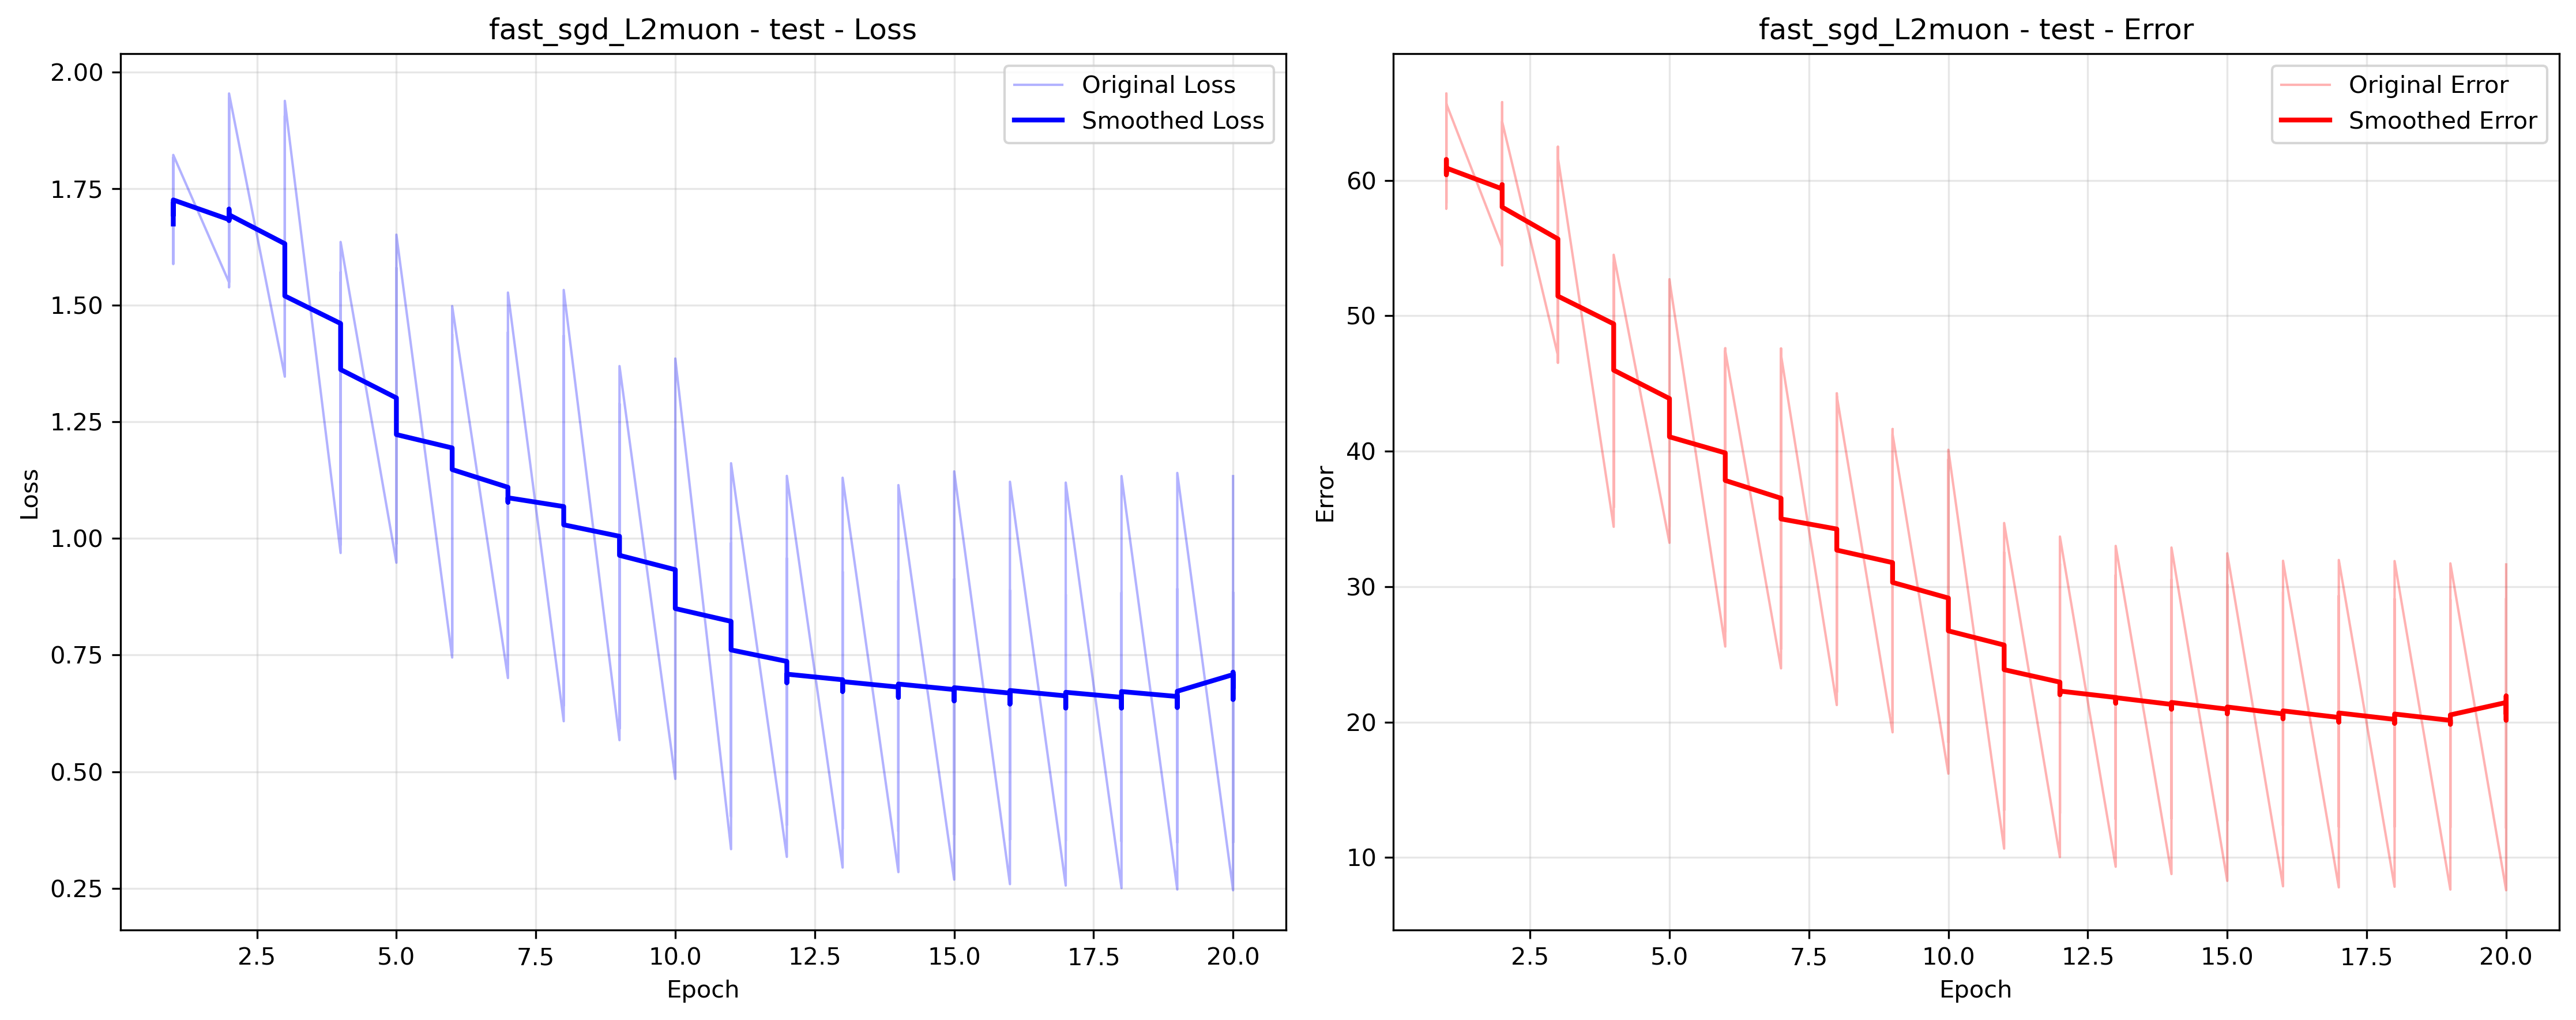 fast_sgd_L2muon - test - Loss
Original Loss
Smoothed Loss
2.00
1.75
1.50
1.25
1.00
0.75
0.50
0.25
Loss
2.5 5.0 7.5 10.0 12.5 15.0 17.5 20.0
Epoch
fast_sgd_L2muon - test - Error
Original Error
Smoothed Error
60
50
40
30
20
10
Error
2.5 5.0 7.5 10.0 12.5 15.0 17.5 20.0
Epoch